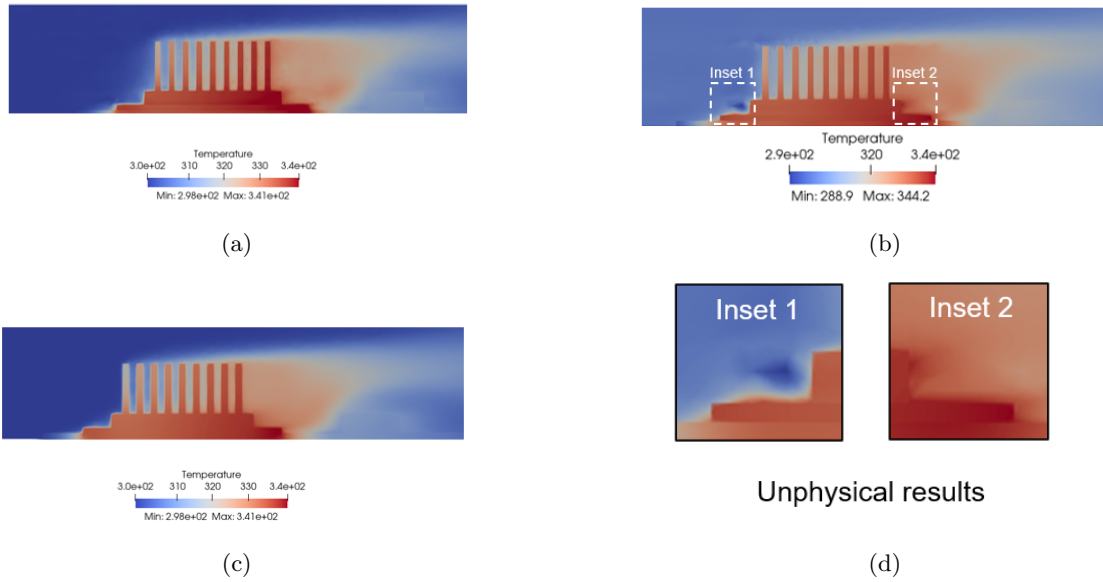 Inset 1
Inset 2
Temperature
3.0e+02 310 320 330 3.4e+02
Min: 2.98e+02 Max: 3.41e+02
(a)
Temperature
2.9e+02 320 3.4e+02
Min: 288.9 Max: 344.2
(b)
Temperature
3.0e+02 310 320 330 3.4e+02
Min: 2.98e+02 Max: 3.41e+02
(c)
Inset 1
Inset 2
Unphysical results
(d)